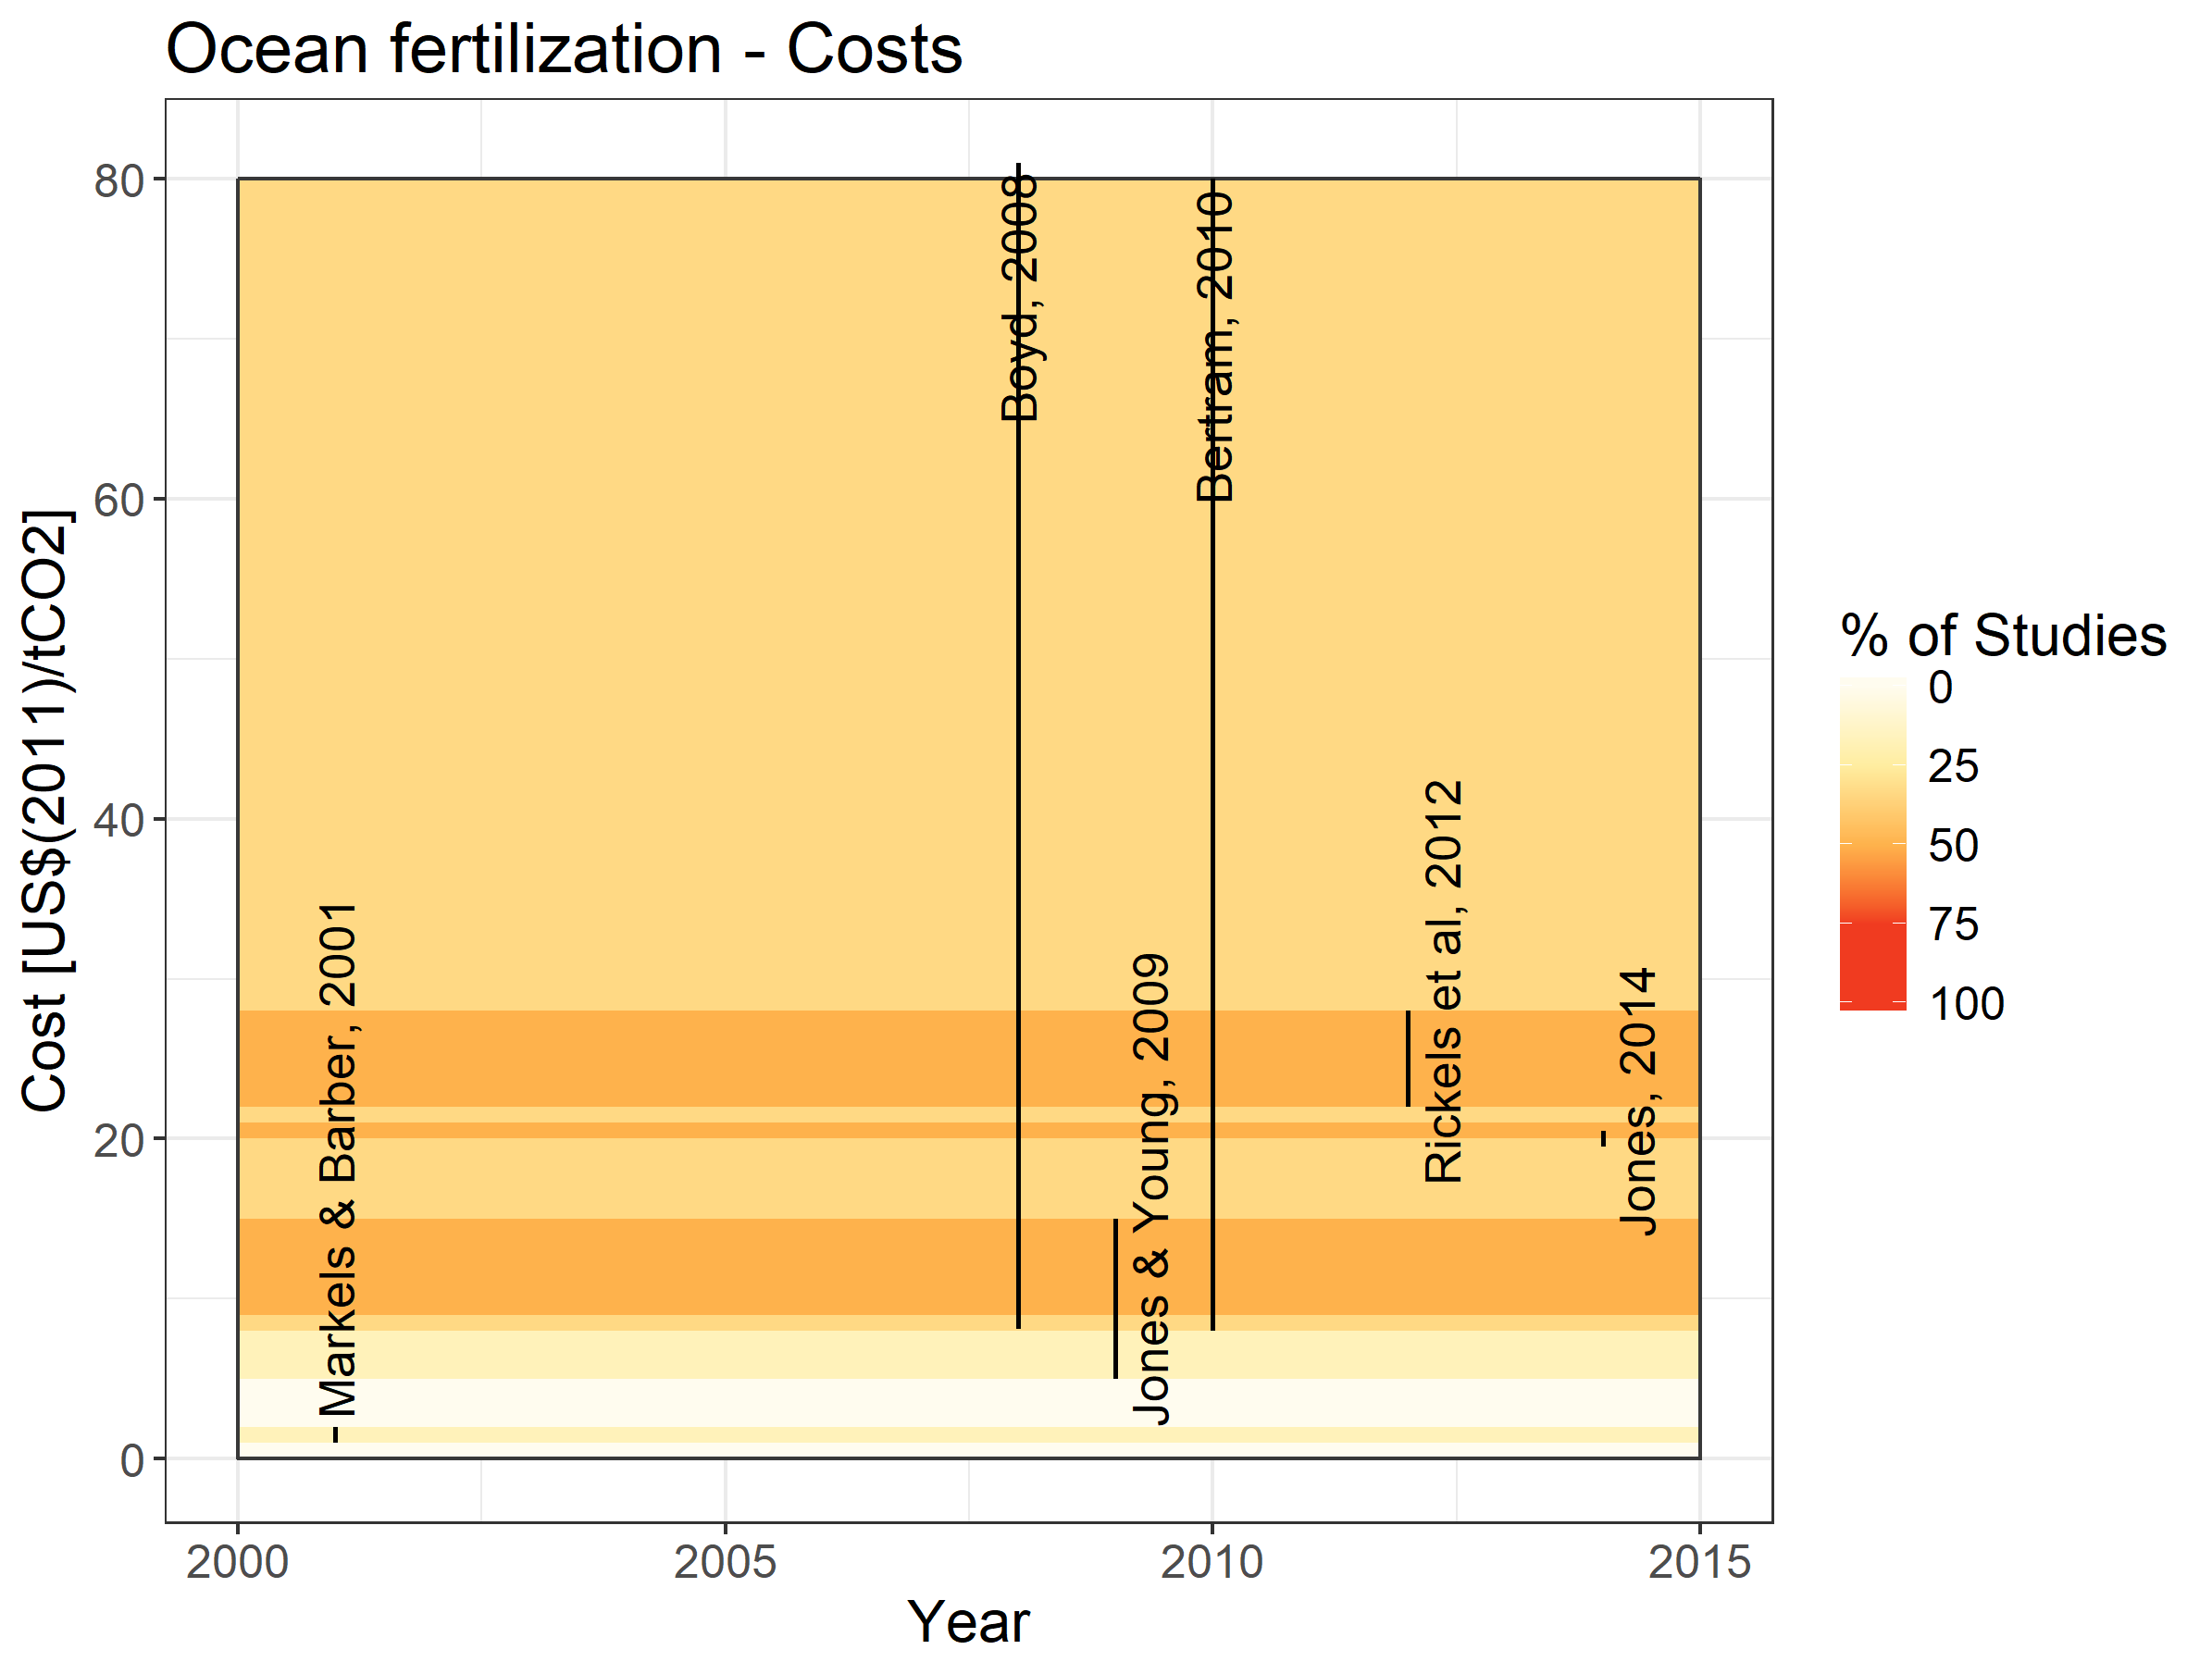 Ocean fertilization - Costs
Cost [US$(2011)/tCO2]
80
60
40
20
0
Markels & Barber, 2001
Boyd, 2008
Jones & Young, 2009
Bertram, 2010
Rickels et al, 2012
Jones, 2014
2000
2005
2010
2015
Year
% of Studies
0
25
50
75
100